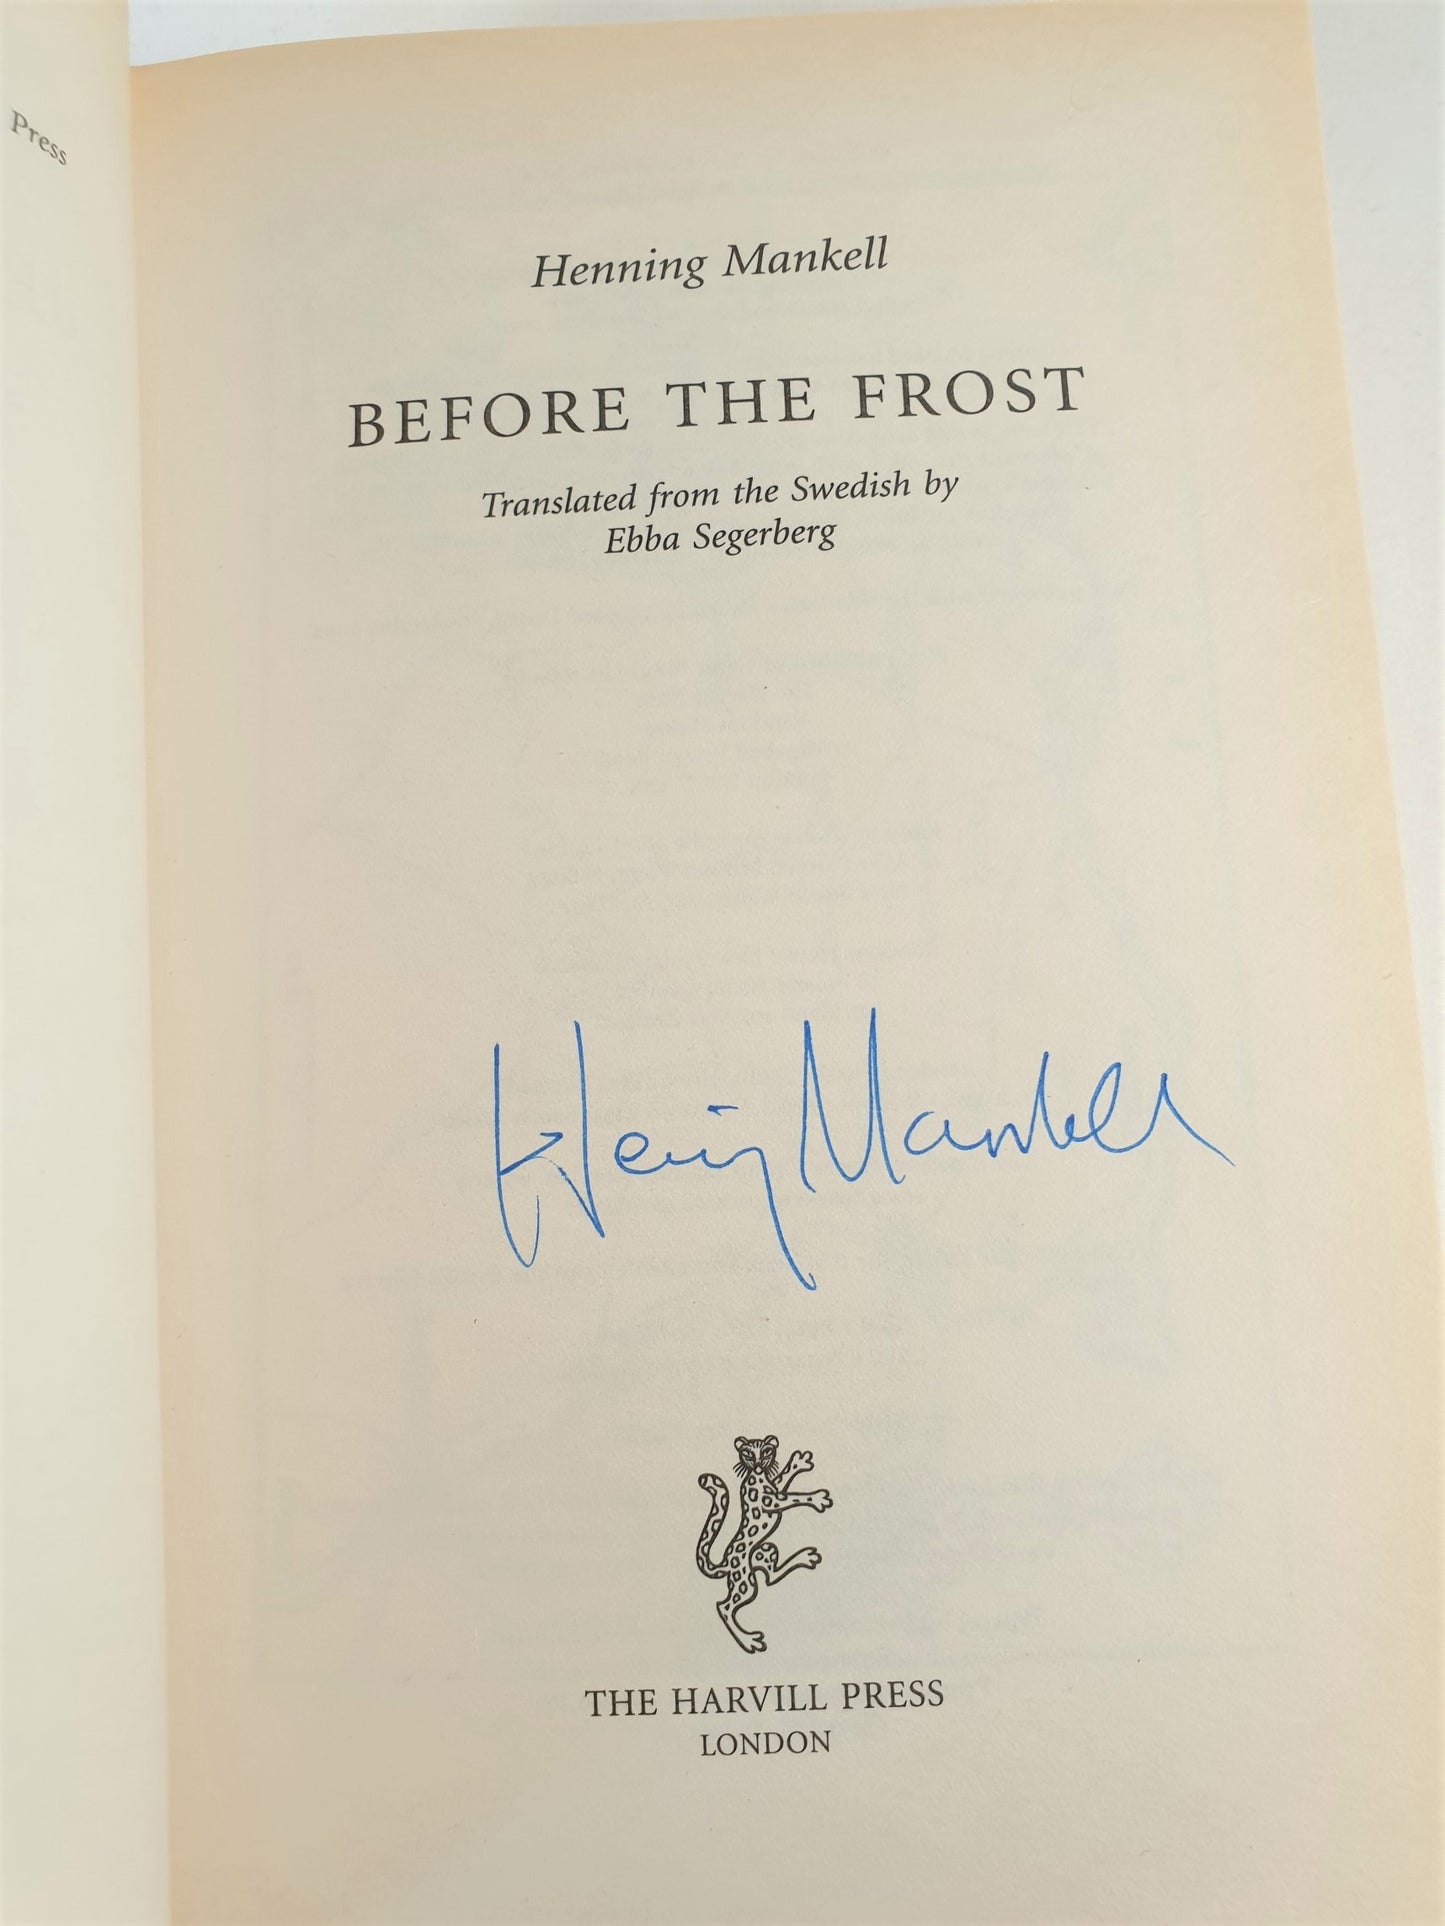 Press
Henning Mankell
BEFORE THE FROST
Translated from the Swedish by
Ebba Segerberg
Henning Mankell
THE HARVILL PRESS
LONDON